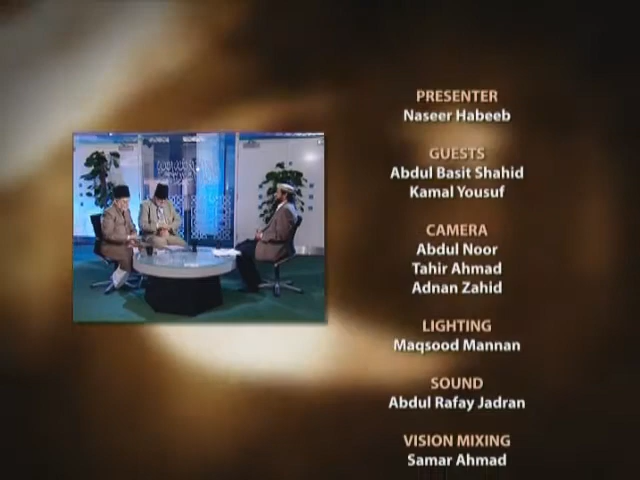 PRESENTER
Naseer Habeeb
GUESTS
Abdul Basit Shahid
Kamal Yousuf
CAMERA
Abdul Noor
Tahir Ahmad
Adnan Zahid
LIGHTING
Maqsood Mannan
SOUND
Abdul Rafay Jadran
VISION MIXING
Samar Ahmad